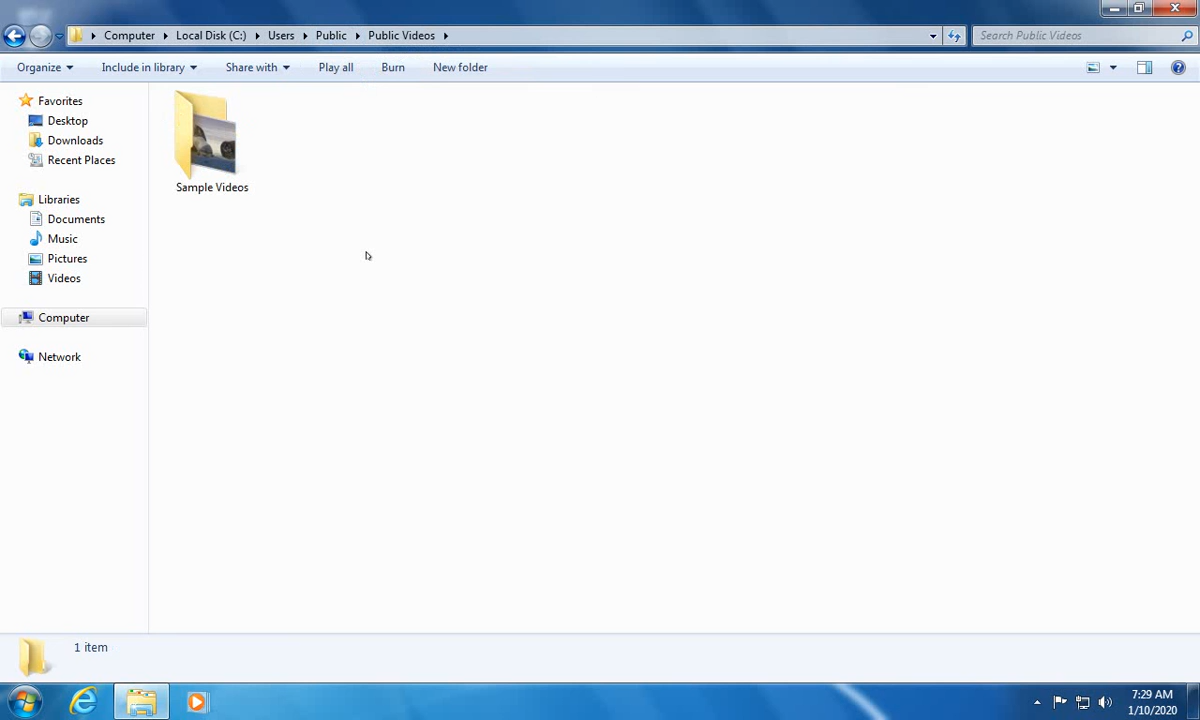 Computer Local Disk (C:) Users Public Public Videos
Search Public Videos
Organize Include in library Share with Play all Burn New folder
Favorites
Desktop
Downloads
Recent Places
Libraries
Documents
Music
Pictures
Videos
Computer
Network
Sample Videos
1 item
7:29 AM
1/10/2020